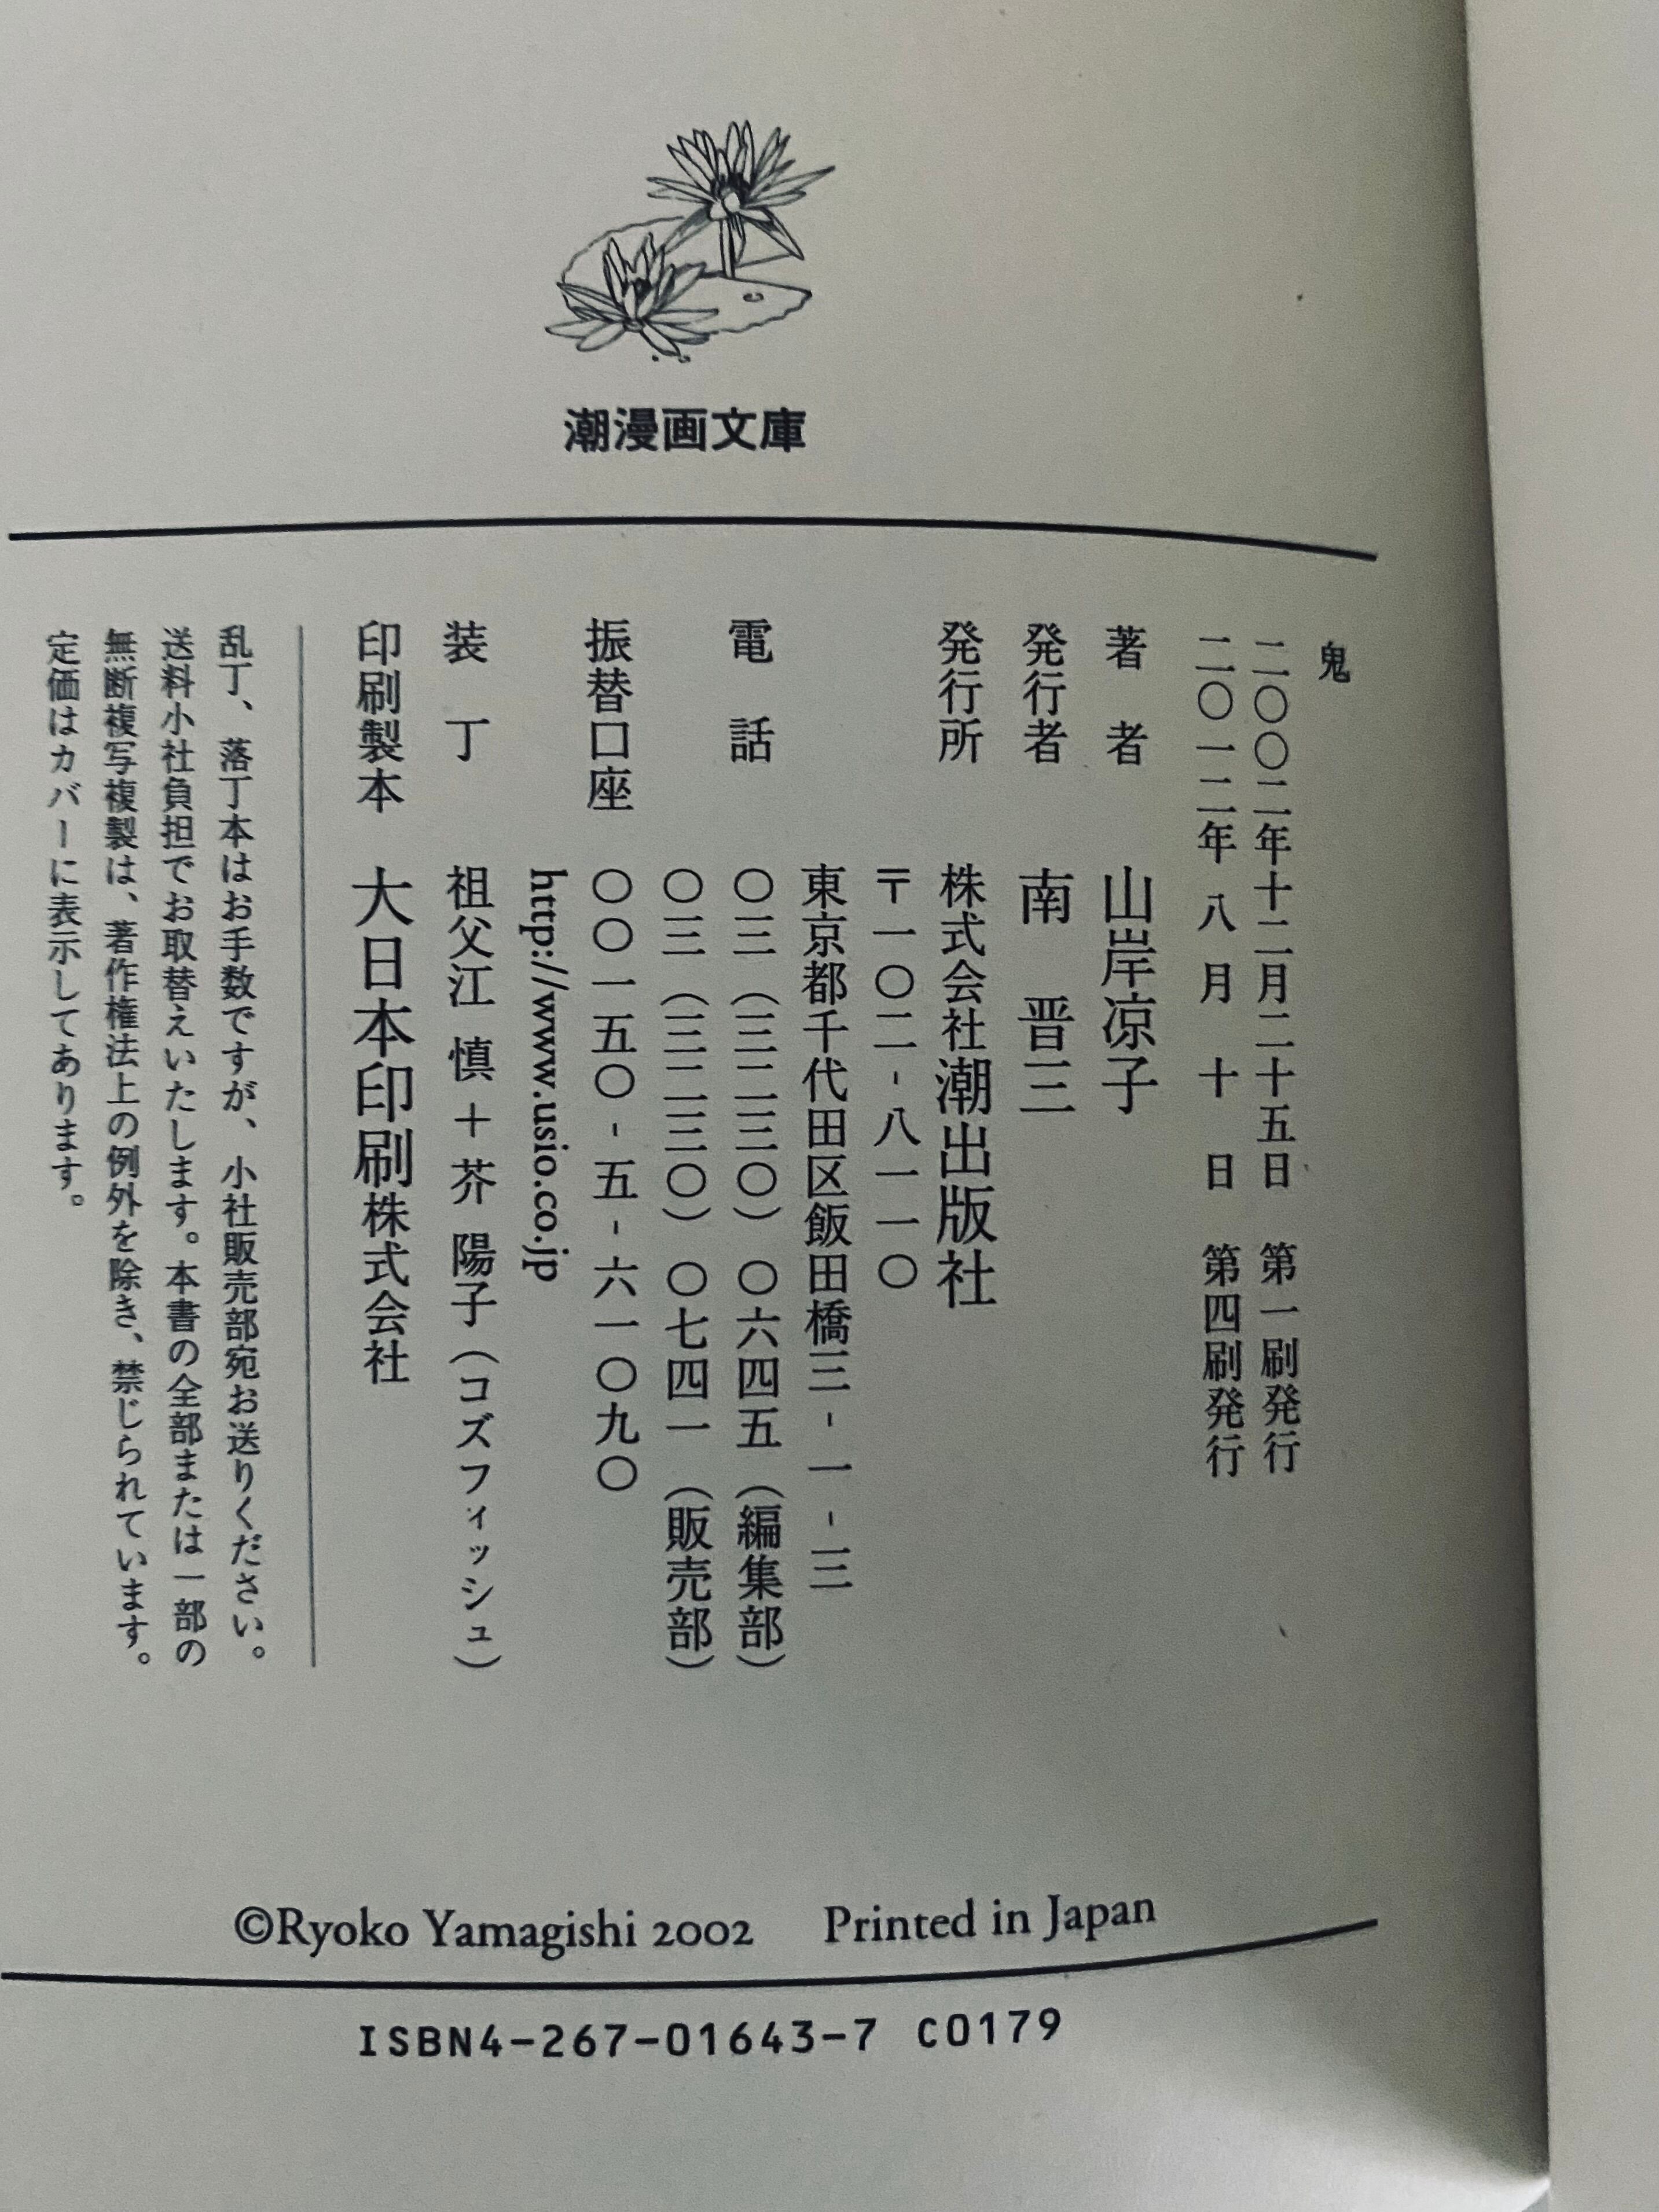 潮漫画文庫
鬼
二〇〇二年十二月二十五日　第一刷発行
二〇一二年 八 月 十 日　第四刷発行
著者　山岸凉子
発行者　南　晋三
発行所　株式会社潮出版社
〒一〇二-八一一〇
東京都千代田区飯田橋三-一-三
電話　〇三（三二三〇）〇六四五（編集部）
〇三（三二三〇）〇七四一（販売部）
振替口座　〇〇一五〇-五-六一〇九〇
http://www.usio.co.jp
装丁　祖父江 慎＋芥 陽子（コズフィッシュ）
印刷製本　大日本印刷株式会社
乱丁、落丁本はお手数ですが、小社販売部宛お送りください。
送料小社負担でお取替えいたします。本書の全部または一部の
無断複写複製は、著作権法上の例外を除き、禁じられています。
定価はカバーに表示してあります。
©Ryoko Yamagishi 2002　Printed in Japan
ISBN4-267-01643-7 C0179